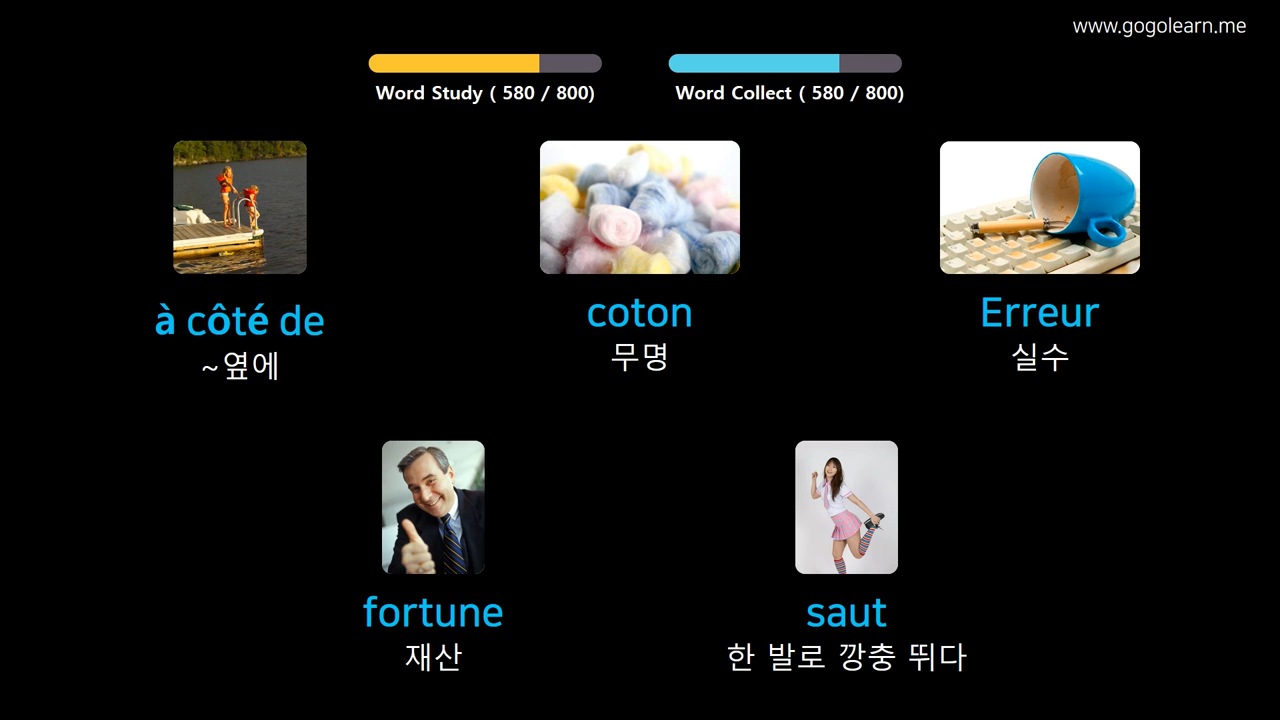 www.gogolearn.me
Word Study ( 580 / 800)
Word Collect ( 580 / 800)
à côté de
~옆에
coton
무명
Erreur
실수
fortune
재산
saut
한 발로 깡충 뛰다